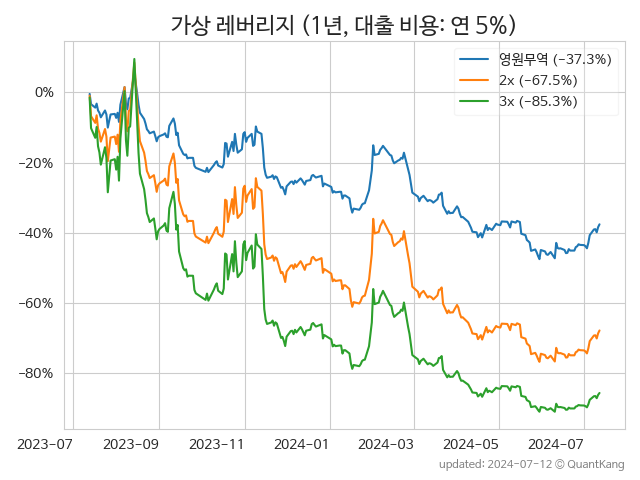 가상 레버리지 (1년, 대출 비용: 연 5%)
영원무역 (−37.3%)
2x (−67.5%)
3x (−85.3%)
0%
−20%
−40%
−60%
−80%
2023-07
2023-09
2023-11
2024-01
2024-03
2024-05
2024-07
updated: 2024-07-12 © QuantKang